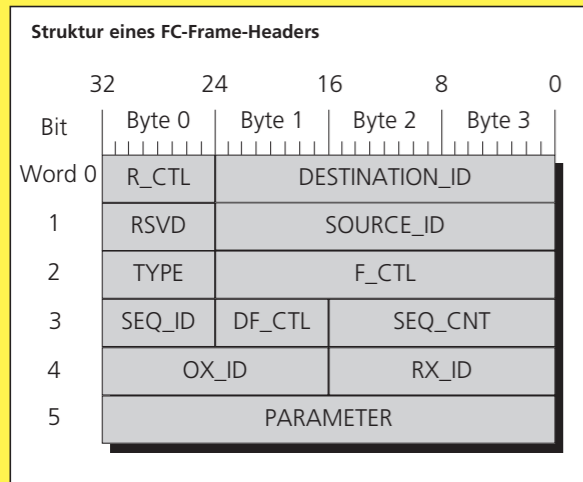 Struktur eines FC-Frame-Headers
32 24 16 8 0
Bit Byte 0 Byte 1 Byte 2 Byte 3
Word 0 R_CTL DESTINATION_ID
1 RSVD SOURCE_ID
2 TYPE F_CTL
3 SEQ_ID DF_CTL SEQ_CNT
4 OX_ID RX_ID
5 PARAMETER